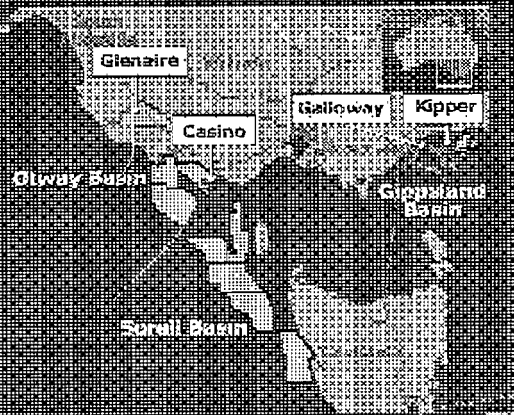 Glenaire
Galloway
Kipper
Casino
Otway Basin
Gippsland
Basin
Sorell Basin